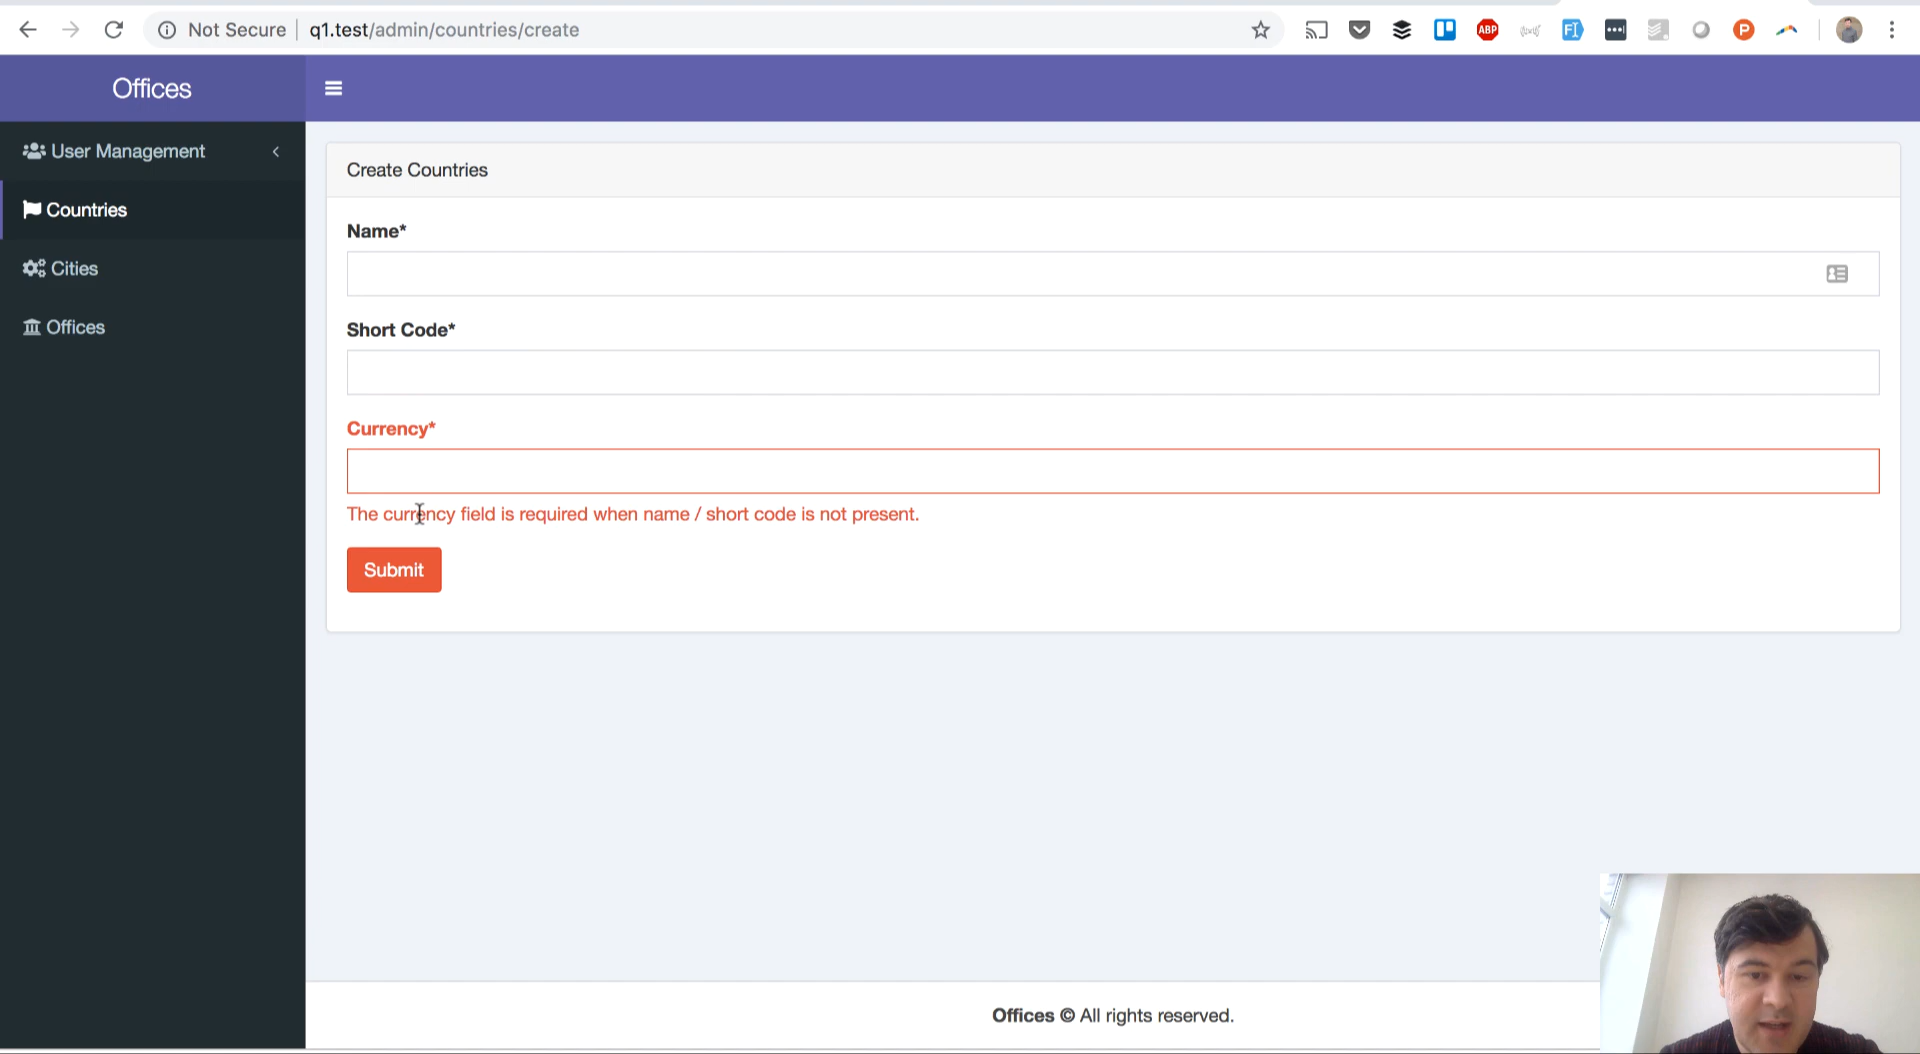 Not Secure | q1.test/admin/countries/create
ABP
P
Offices
User Management
Countries
Cities
Offices
Create Countries
Name*
Short Code*
Currency*
The currency field is required when name / short code is not present.
Submit
Offices © All rights reserved.